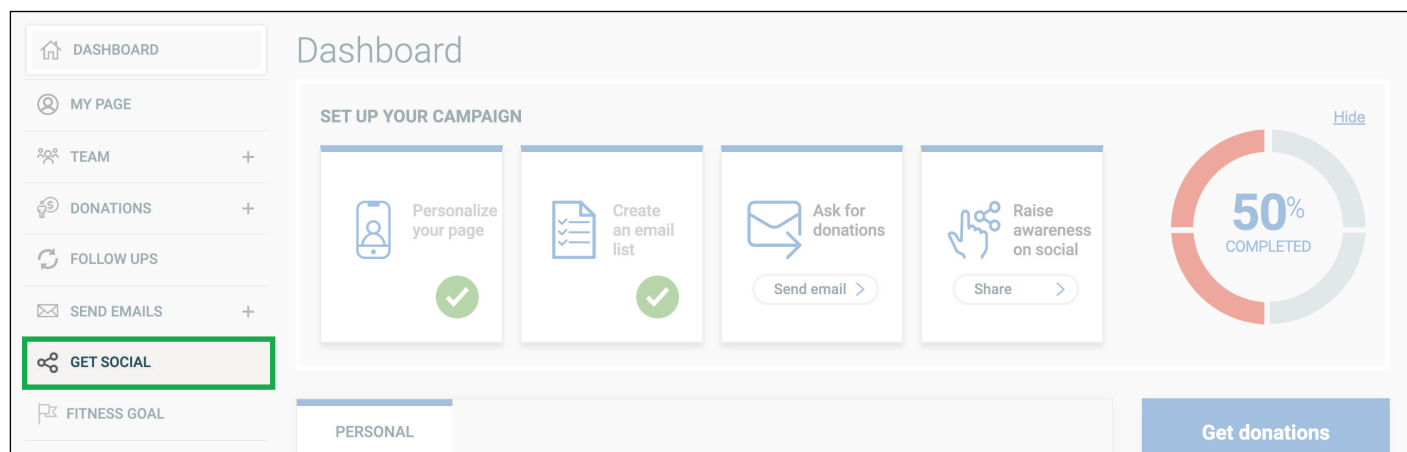 DASHBOARD
MY PAGE
TEAM +
DONATIONS +
FOLLOW UPS
SEND EMAILS +
GET SOCIAL
FITNESS GOAL
Dashboard
SET UP YOUR CAMPAIGN
Hide
Personalize
your page
Create
an email
list
Ask for
donations
Send email >
Raise
awareness
on social
Share >
50%
COMPLETED
PERSONAL
Get donations